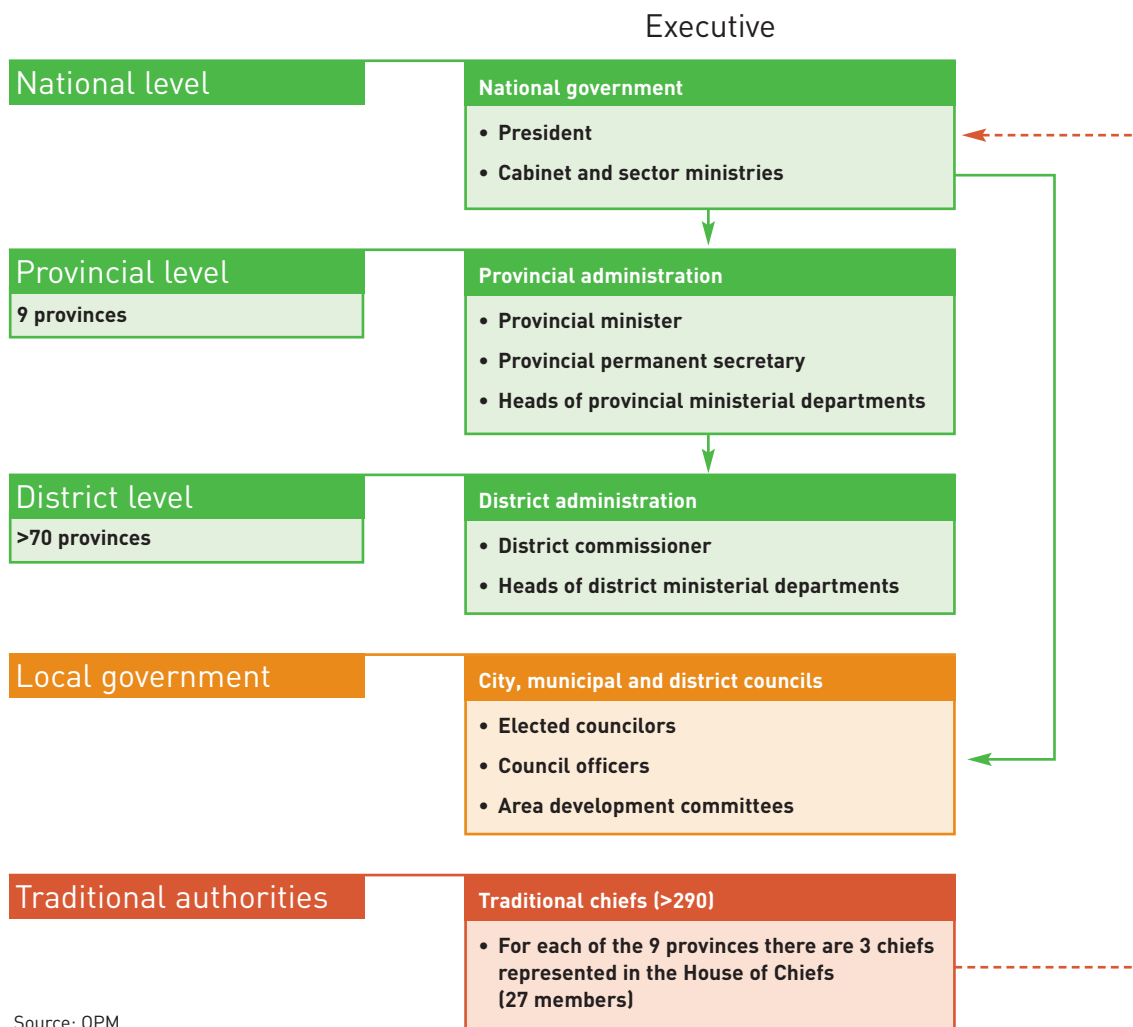 Executive
National level
National government
• President
• Cabinet and sector ministries
Provincial level
9 provinces
Provincial administration
• Provincial minister
• Provincial permanent secretary
• Heads of provincial ministerial departments
District level
>70 provinces
District administration
• District commissioner
• Heads of district ministerial departments
Local government
City, municipal and district councils
• Elected councilors
• Council officers
• Area development committees
Traditional authorities
Traditional chiefs (>290)
• For each of the 9 provinces there are 3 chiefs
represented in the House of Chiefs
(27 members)
Source: OPM